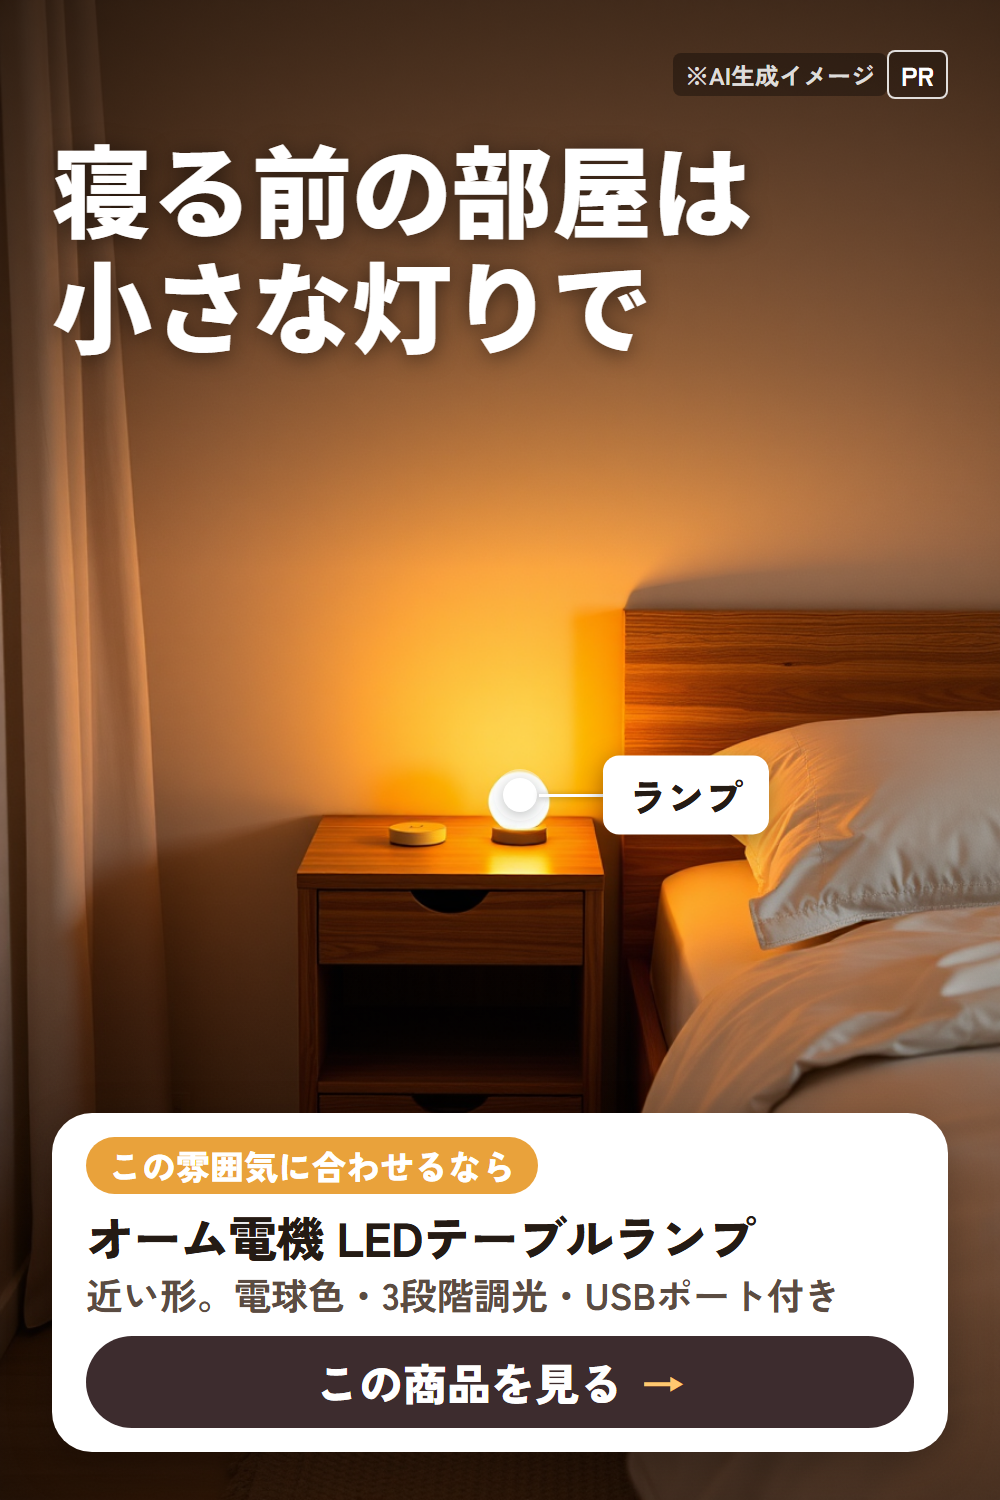 ※AI生成イメージ PR
寝る前の部屋は
小さな灯りで
ランプ
この雰囲気に合わせるなら
オーム電機 LEDテーブルランプ
近い形。電球色・3段階調光・USBポート付き
この商品を見る →